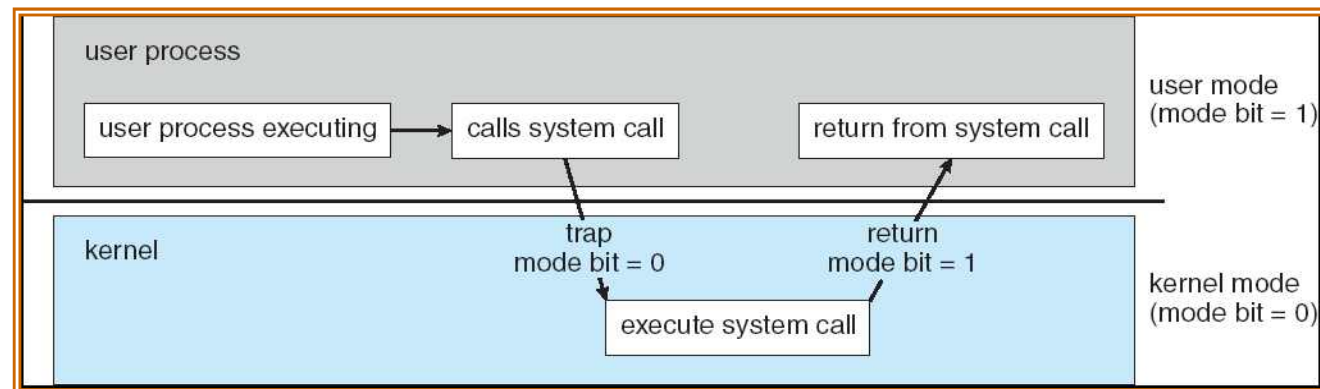 user process
user process executing
calls system call
return from system call
user mode
(mode bit = 1)
kernel
trap
mode bit = 0
return
mode bit = 1
execute system call
kernel mode
(mode bit = 0)